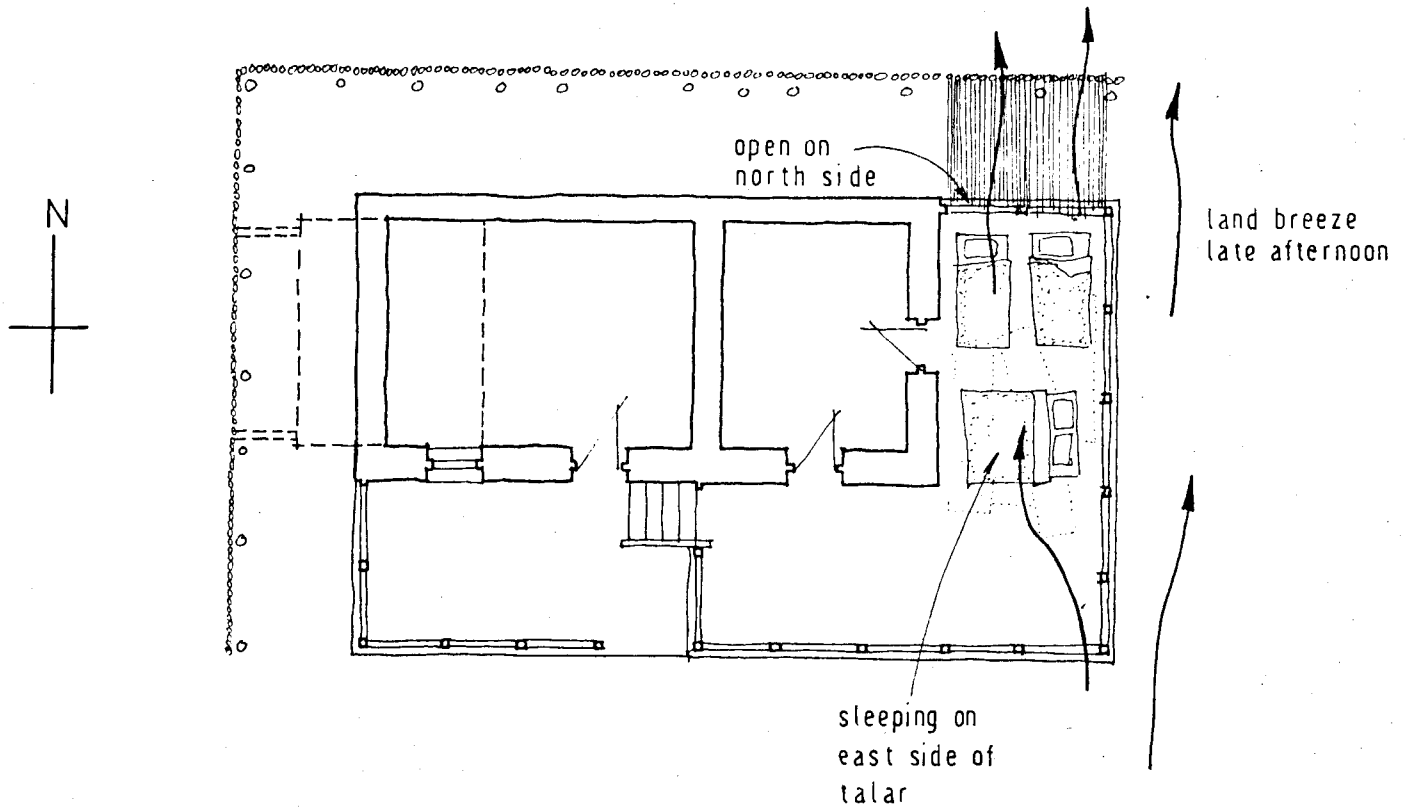 open on
north side
N
land breeze
late afternoon
sleeping on
east side of
talar